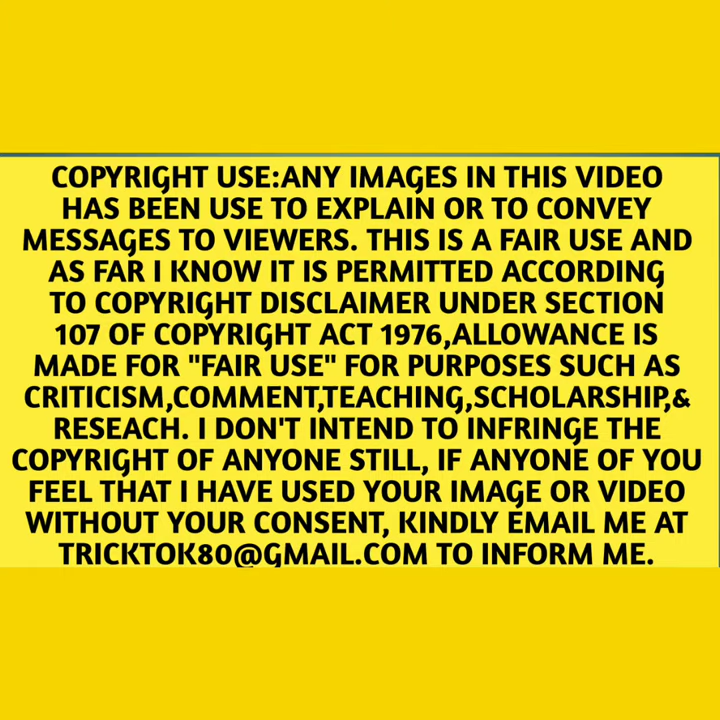 COPYRIGHT USE:ANY IMAGES IN THIS VIDEO
HAS BEEN USE TO EXPLAIN OR TO CONVEY
MESSAGES TO VIEWERS. THIS IS A FAIR USE AND
AS FAR I KNOW IT IS PERMITTED ACCORDING
TO COPYRIGHT DISCLAIMER UNDER SECTION
107 OF COPYRIGHT ACT 1976,ALLOWANCE IS
MADE FOR "FAIR USE" FOR PURPOSES SUCH AS
CRITICISM,COMMENT,TEACHING,SCHOLARSHIP,&
RESEACH. I DON'T INTEND TO INFRINGE THE
COPYRIGHT OF ANYONE STILL, IF ANYONE OF YOU
FEEL THAT I HAVE USED YOUR IMAGE OR VIDEO
WITHOUT YOUR CONSENT, KINDLY EMAIL ME AT
TRICKTOK80@GMAIL.COM TO INFORM ME.